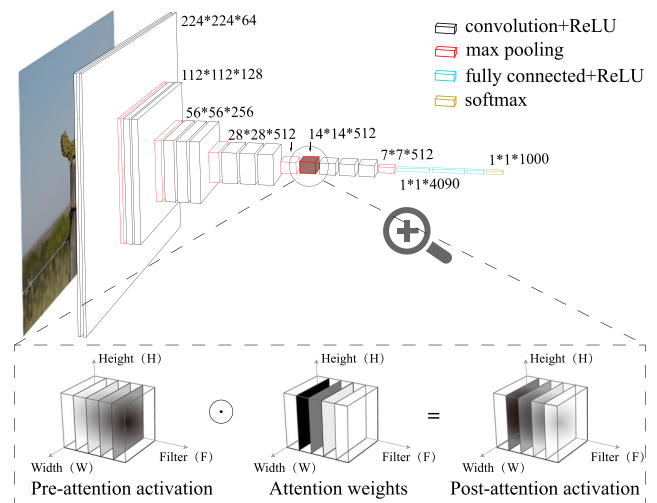 224*224*64
convolution+ReLU
max pooling
fully connected+ReLU
softmax
112*112*128
56*56*256
28*28*512
14*14*512
7*7*512
1*1*1000
1*1*4090
Height（H）
Height（H）
Height（H）
=
Width（W）
Filter（F）
Width（W）
Filter（F）
Width（W）
Filter（F）
Pre-attention activation
Attention weights
Post-attention activation